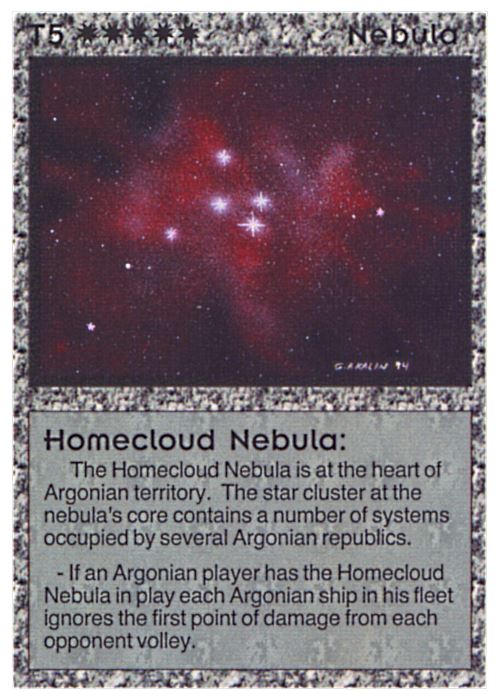 T5 ✷✷✷✷✷ Nebula
G. AKALIN 94
Homecloud Nebula:
The Homecloud Nebula is at the heart of
Argonian territory. The star cluster at the
nebula's core contains a number of systems
occupied by several Argonian republics.
- If an Argonian player has the Homecloud
Nebula in play each Argonian ship in his fleet
ignores the first point of damage from each
opponent volley.